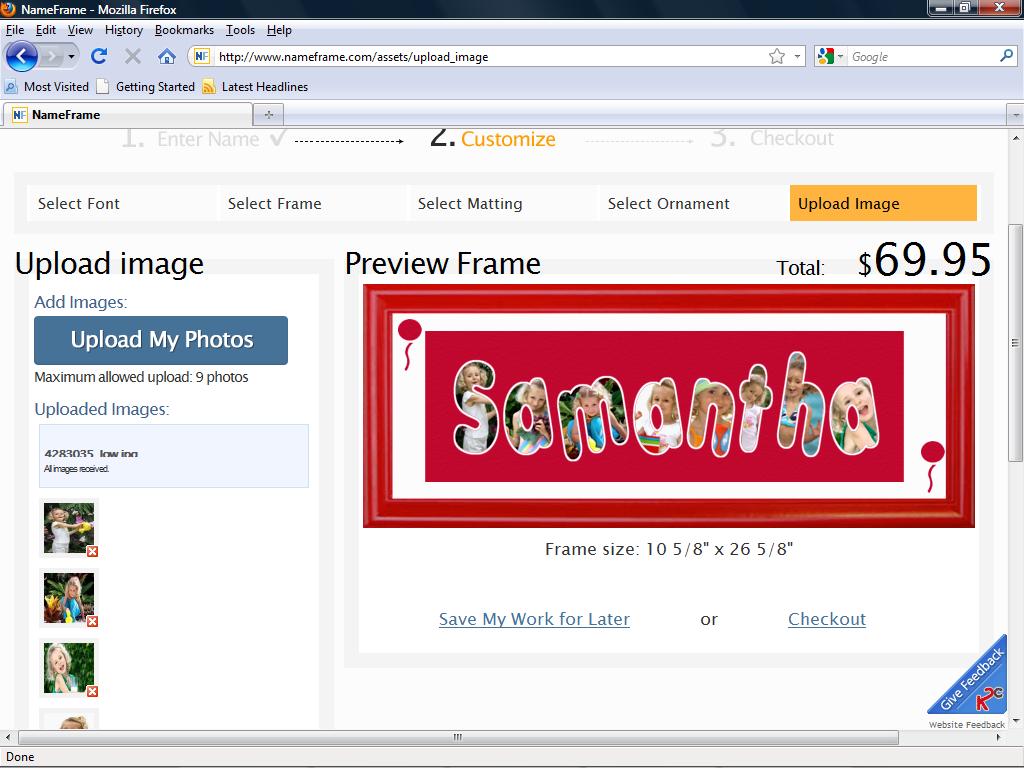 NameFrame - Mozilla Firefox
File Edit View History Bookmarks Tools Help
NF http://www.nameframe.com/assets/upload_image Google
Most Visited Getting Started Latest Headlines
NF NameFrame
1. Enter Name 2. Customize 3. Checkout
Select Font Select Frame Select Matting Select Ornament Upload Image
Upload image Preview Frame Total: $69.95
Add Images:
Upload My Photos
Maximum allowed upload: 9 photos
Uploaded Images:
4283035_low.jpg
All images received.
Samantha
Frame size: 10 5/8" x 26 5/8"
Save My Work for Later or Checkout
Give Feedback
K2C
Website Feedback
Done